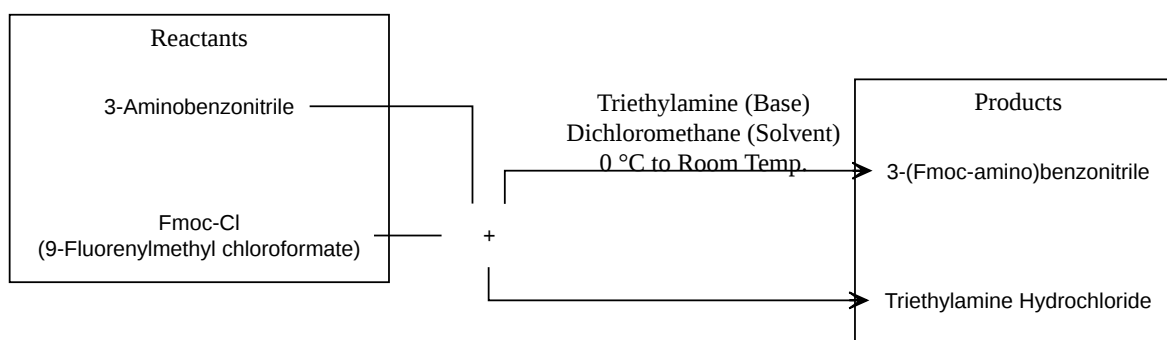 Reactants
3-Aminobenzonitrile
Fmoc-Cl
(9-Fluorenylmethyl chloroformate)
+
Triethylamine (Base)
Dichloromethane (Solvent)
0 °C to Room Temp.
Products
3-(Fmoc-amino)benzonitrile
Triethylamine Hydrochloride